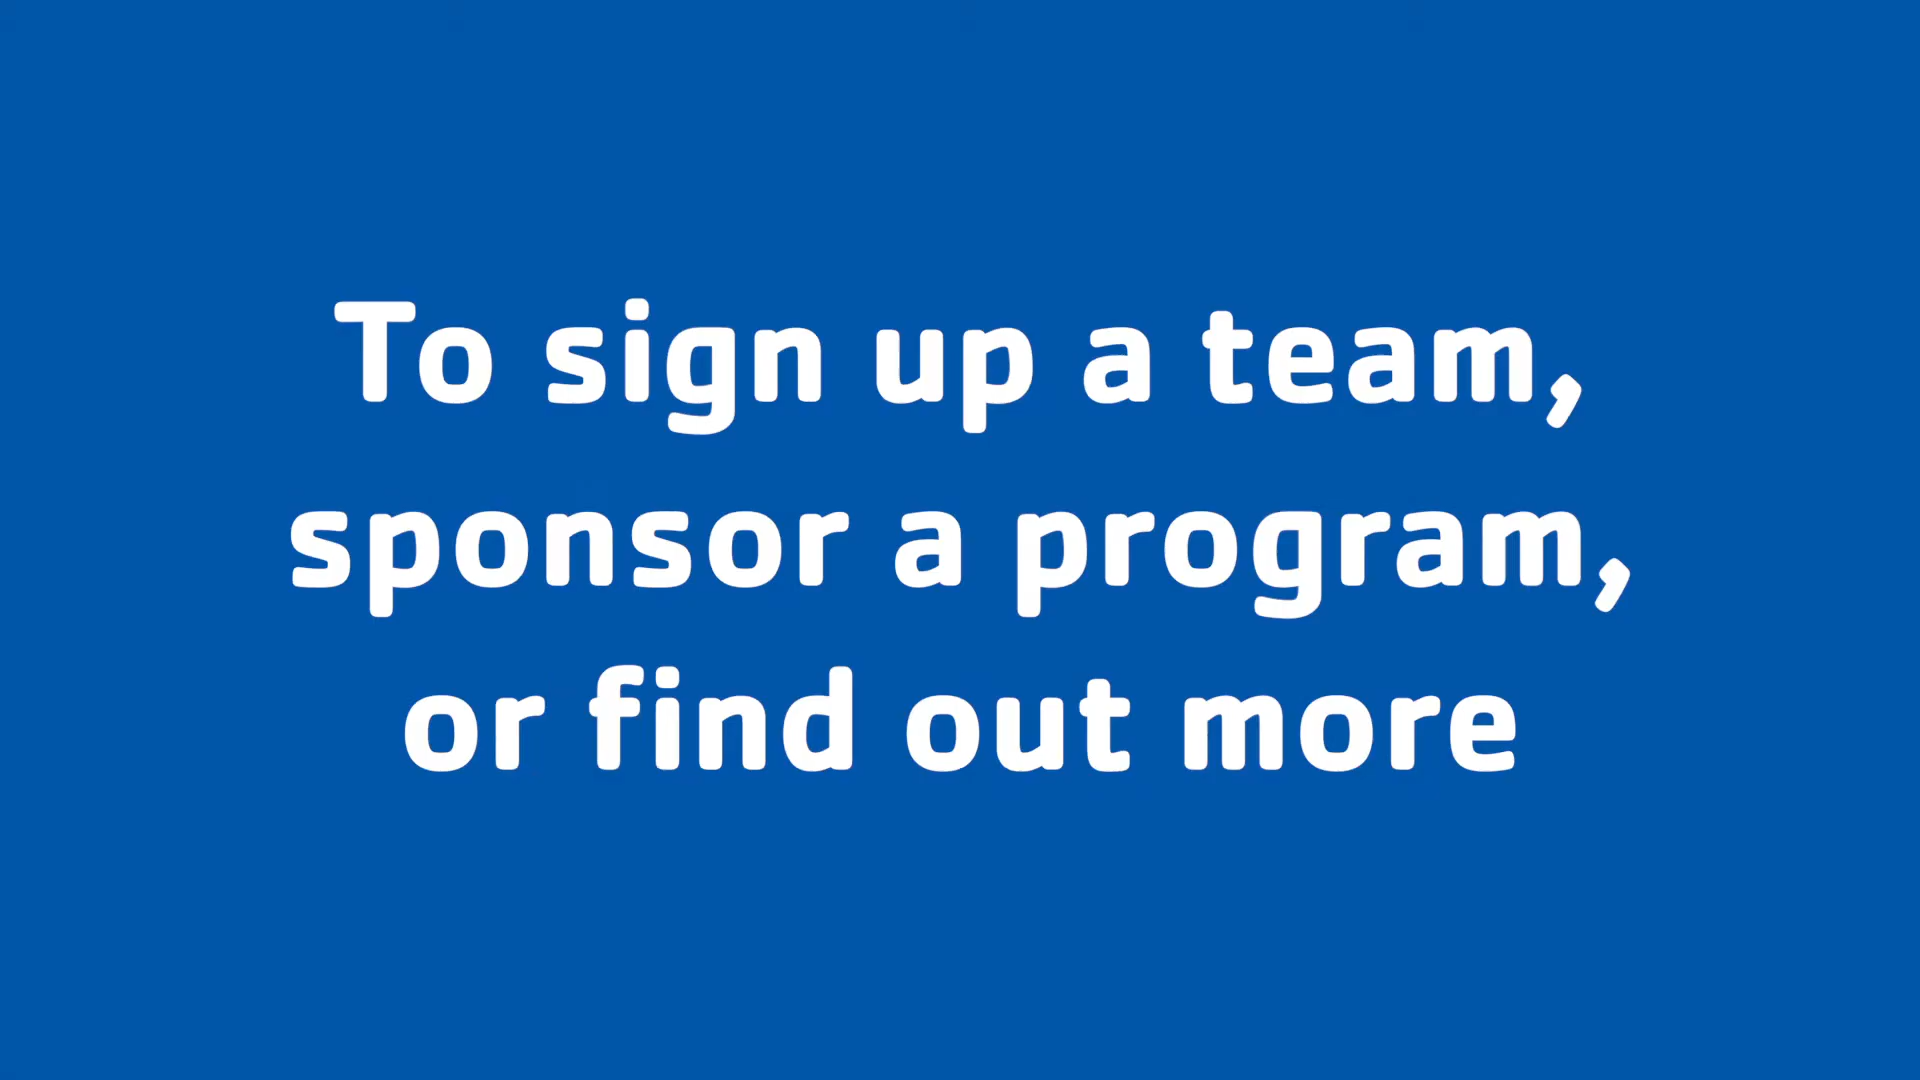 To sign up a team,
sponsor a program,
or find out more